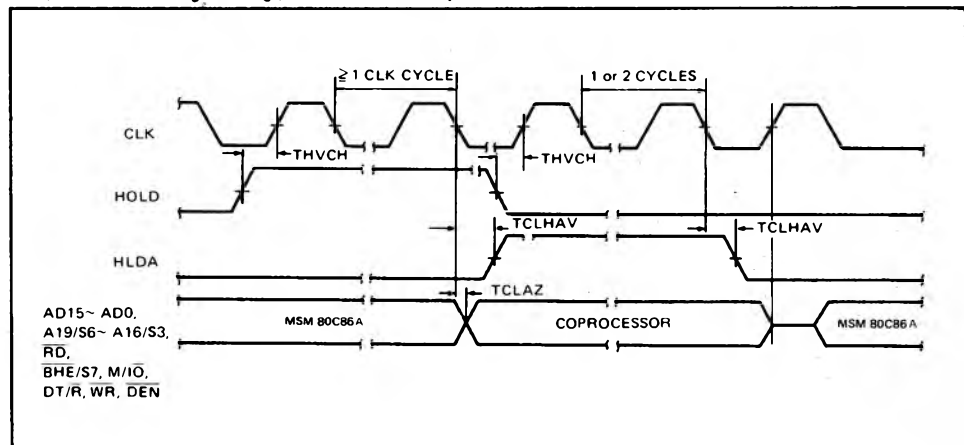 ≥ 1 CLK CYCLE
1 or 2 CYCLES
CLK
THVCH
THVCH
HOLD
TCLHAV
TCLHAV
HLDA
TCLAZ
AD15~ AD0,
A19/S6~ A16/S3,
RD,
BHE/S7, M/IO,
DT/R, WR, DEN
MSM 80C86A
COPROCESSOR
MSM 80C86A